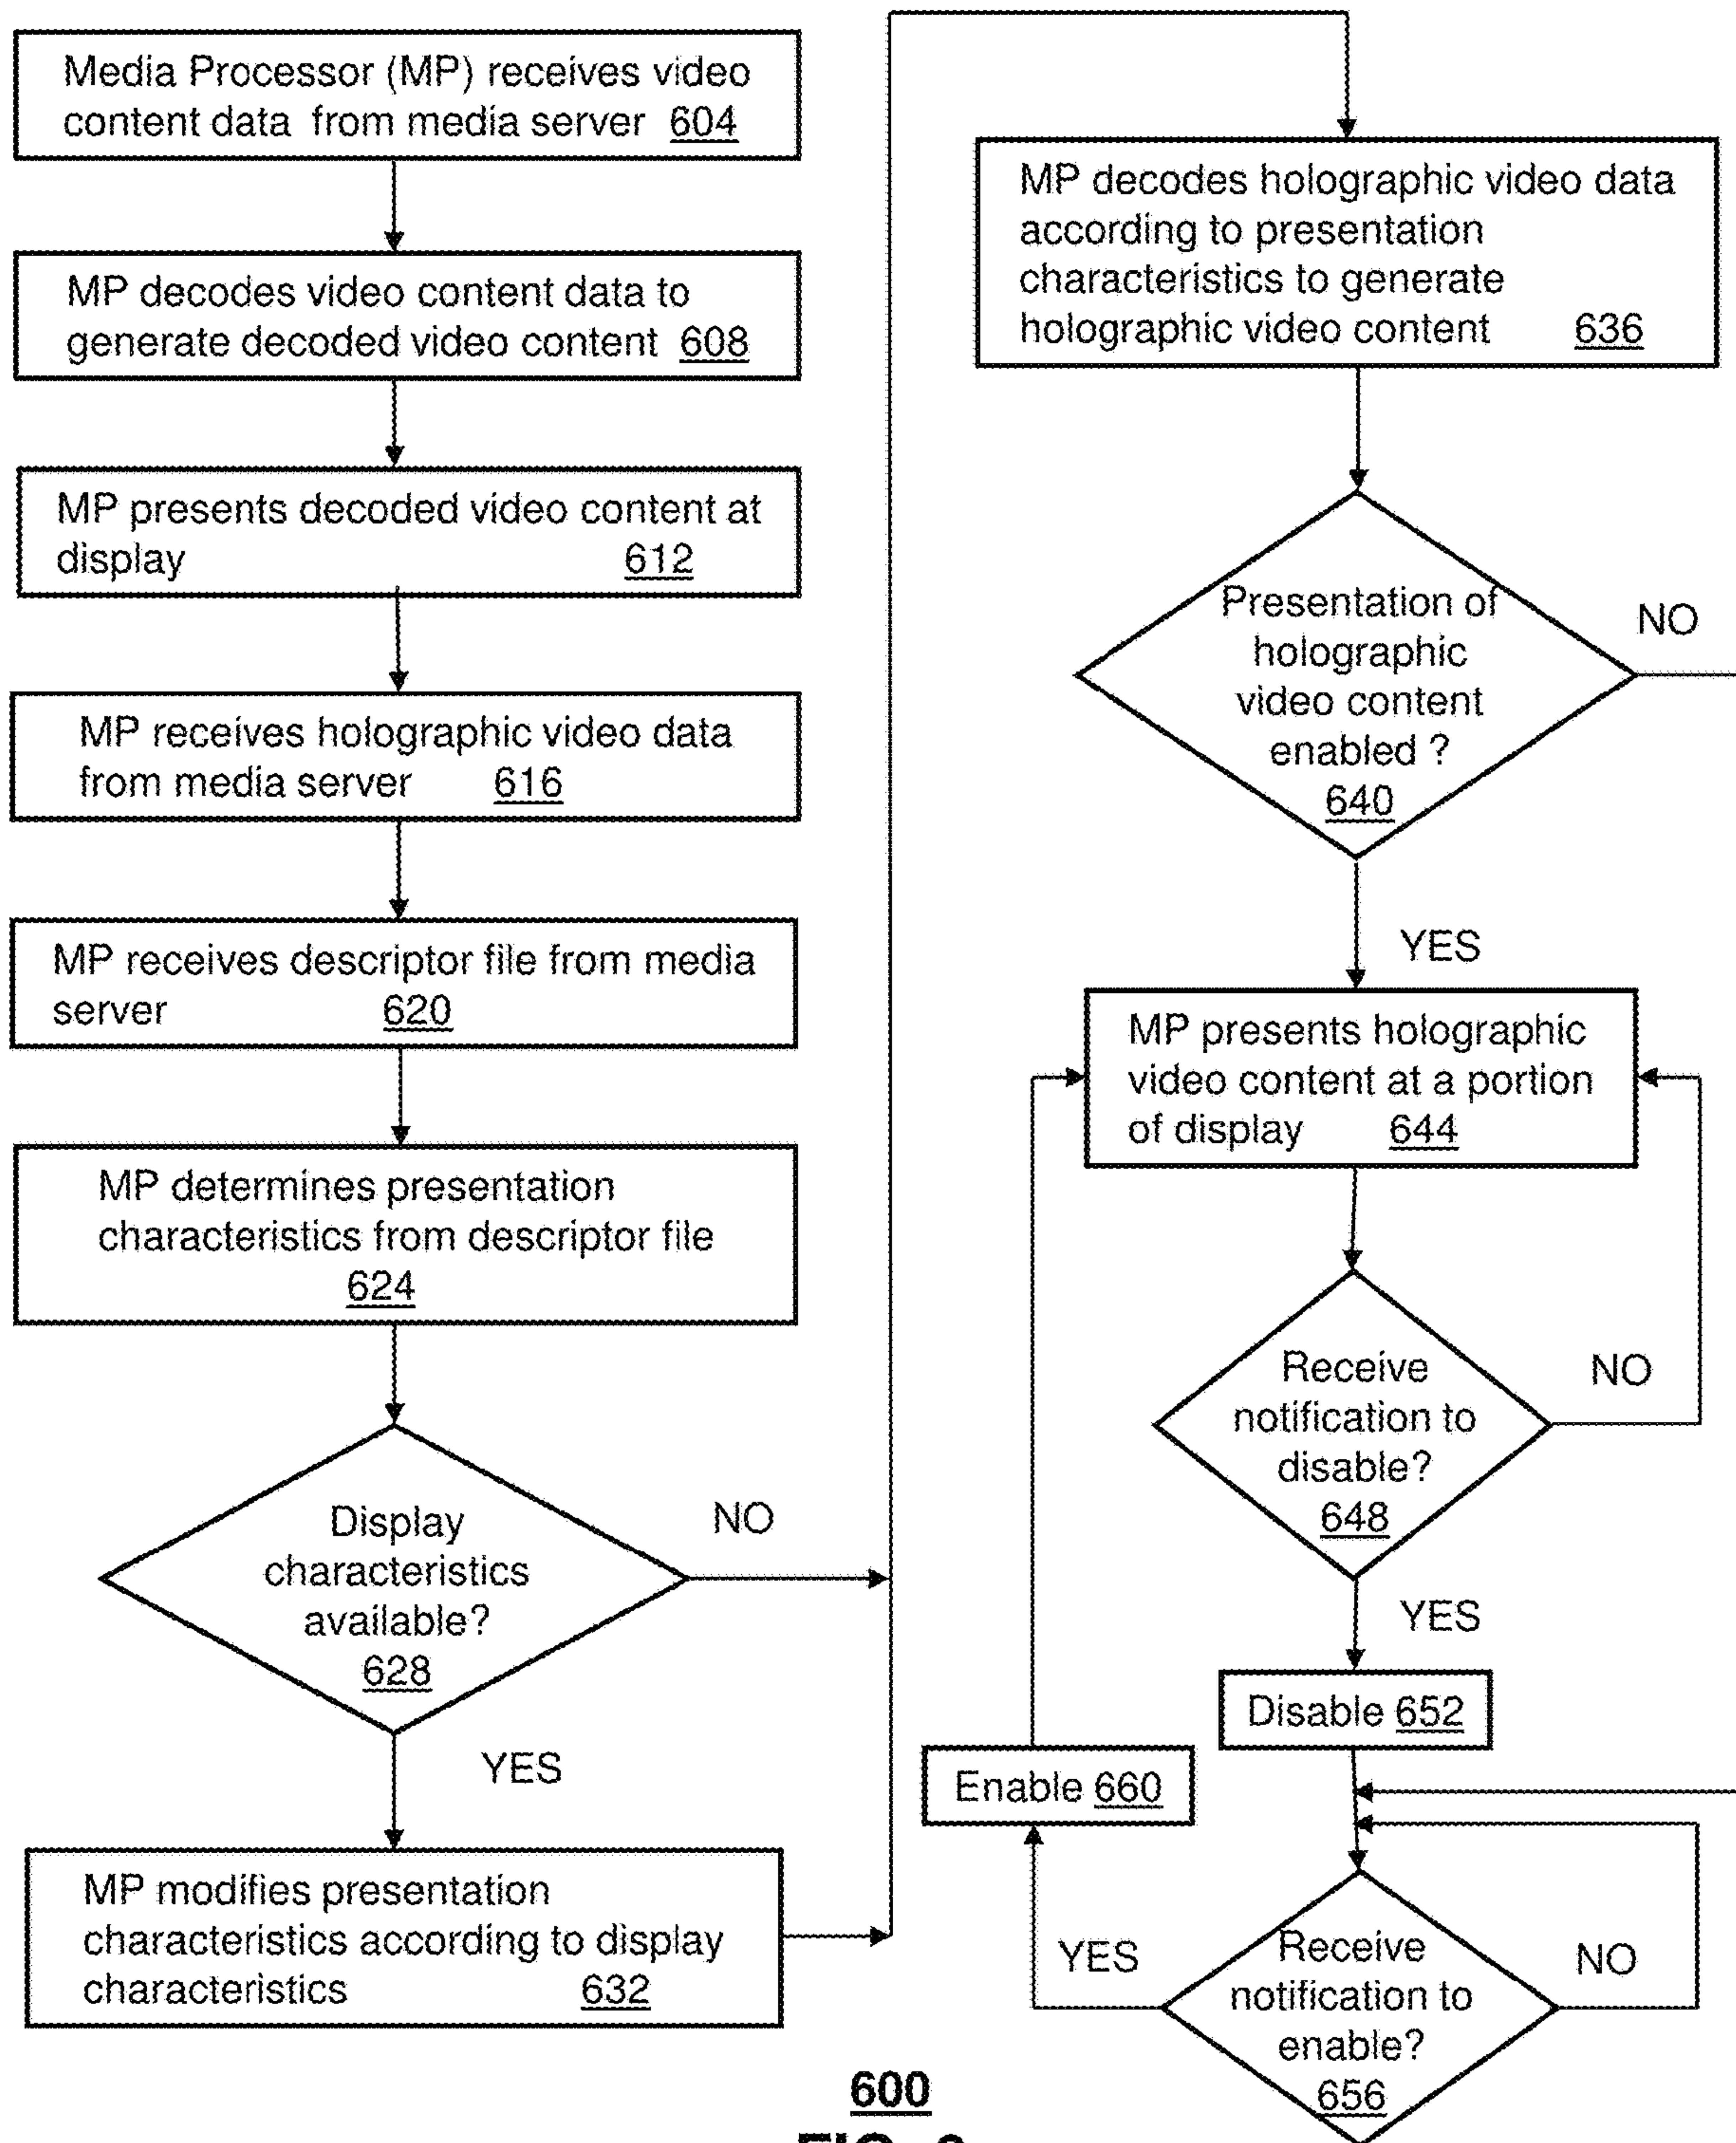 Media Processor (MP) receives video
content data from media server 604
MP decodes video content data to
generate decoded video content 608
MP presents decoded video content at
display 612
MP receives holographic video data
from media server 616
MP receives descriptor file from media
server 620
MP determines presentation
characteristics from descriptor file
624
Display
characteristics
available?
628
NO
YES
MP modifies presentation
characteristics according to display
characteristics 632
MP decodes holographic video data
according to presentation
characteristics to generate
holographic video content 636
Presentation of
holographic
video content
enabled ?
640
NO
YES
MP presents holographic
video content at a portion
of display 644
Receive
notification to
disable?
648
NO
YES
Disable 652
Enable 660
YES
Receive
notification to
enable?
656
NO
600